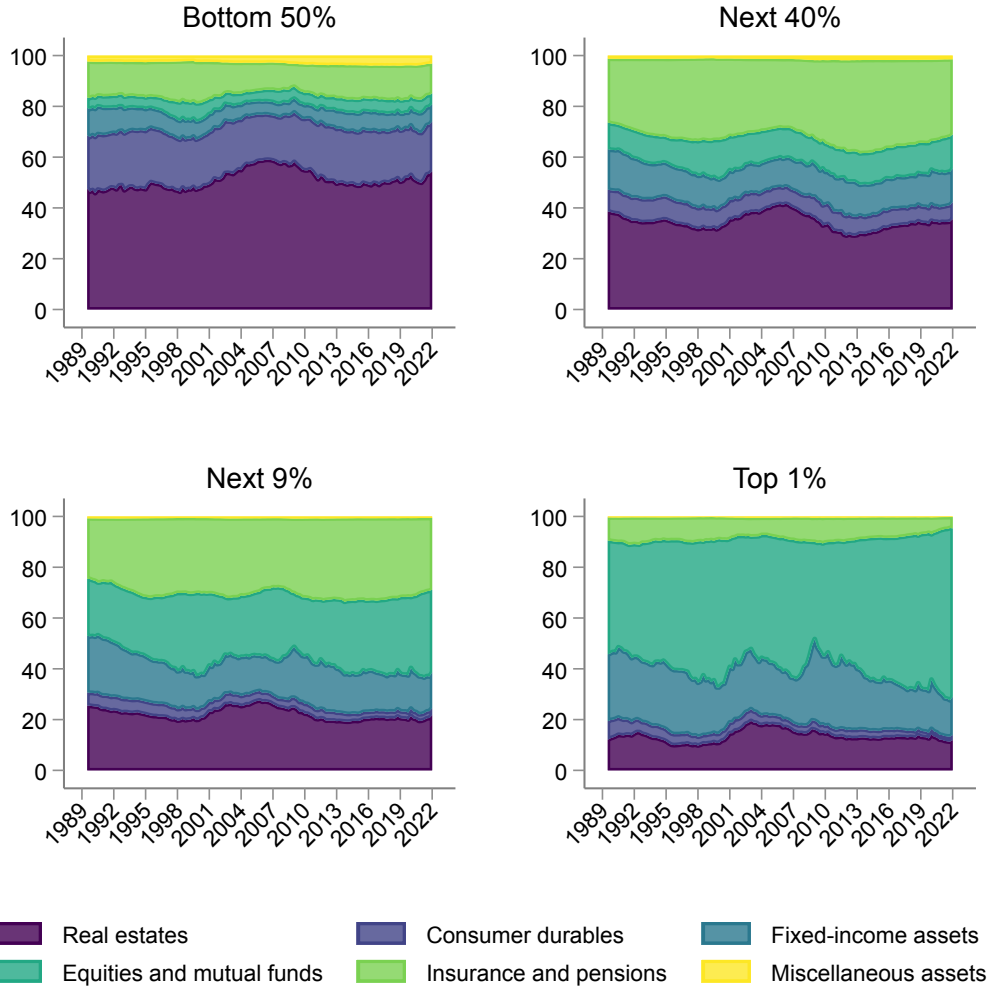 Bottom 50%
Next 40%
100
80
60
40
20
0
1989 1992 1995 1998 2001 2004 2007 2010 2013 2016 2019 2022
100
80
60
40
20
0
1989 1992 1995 1998 2001 2004 2007 2010 2013 2016 2019 2022
Next 9%
Top 1%
100
80
60
40
20
0
1989 1992 1995 1998 2001 2004 2007 2010 2013 2016 2019 2022
100
80
60
40
20
0
1989 1992 1995 1998 2001 2004 2007 2010 2013 2016 2019 2022
Real estates
Consumer durables
Fixed-income assets
Equities and mutual funds
Insurance and pensions
Miscellaneous assets